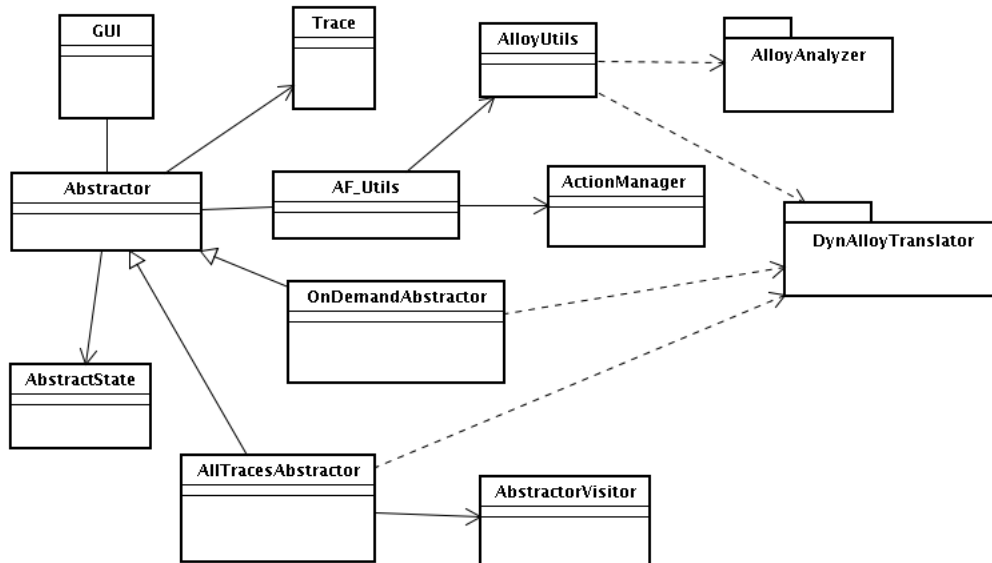 GUI
Trace
AlloyUtils
AlloyAnalyzer
Abstractor
AF_Utils
ActionManager
DynAlloyTranslator
OnDemandAbstractor
AbstractState
AllTracesAbstractor
AbstractorVisitor